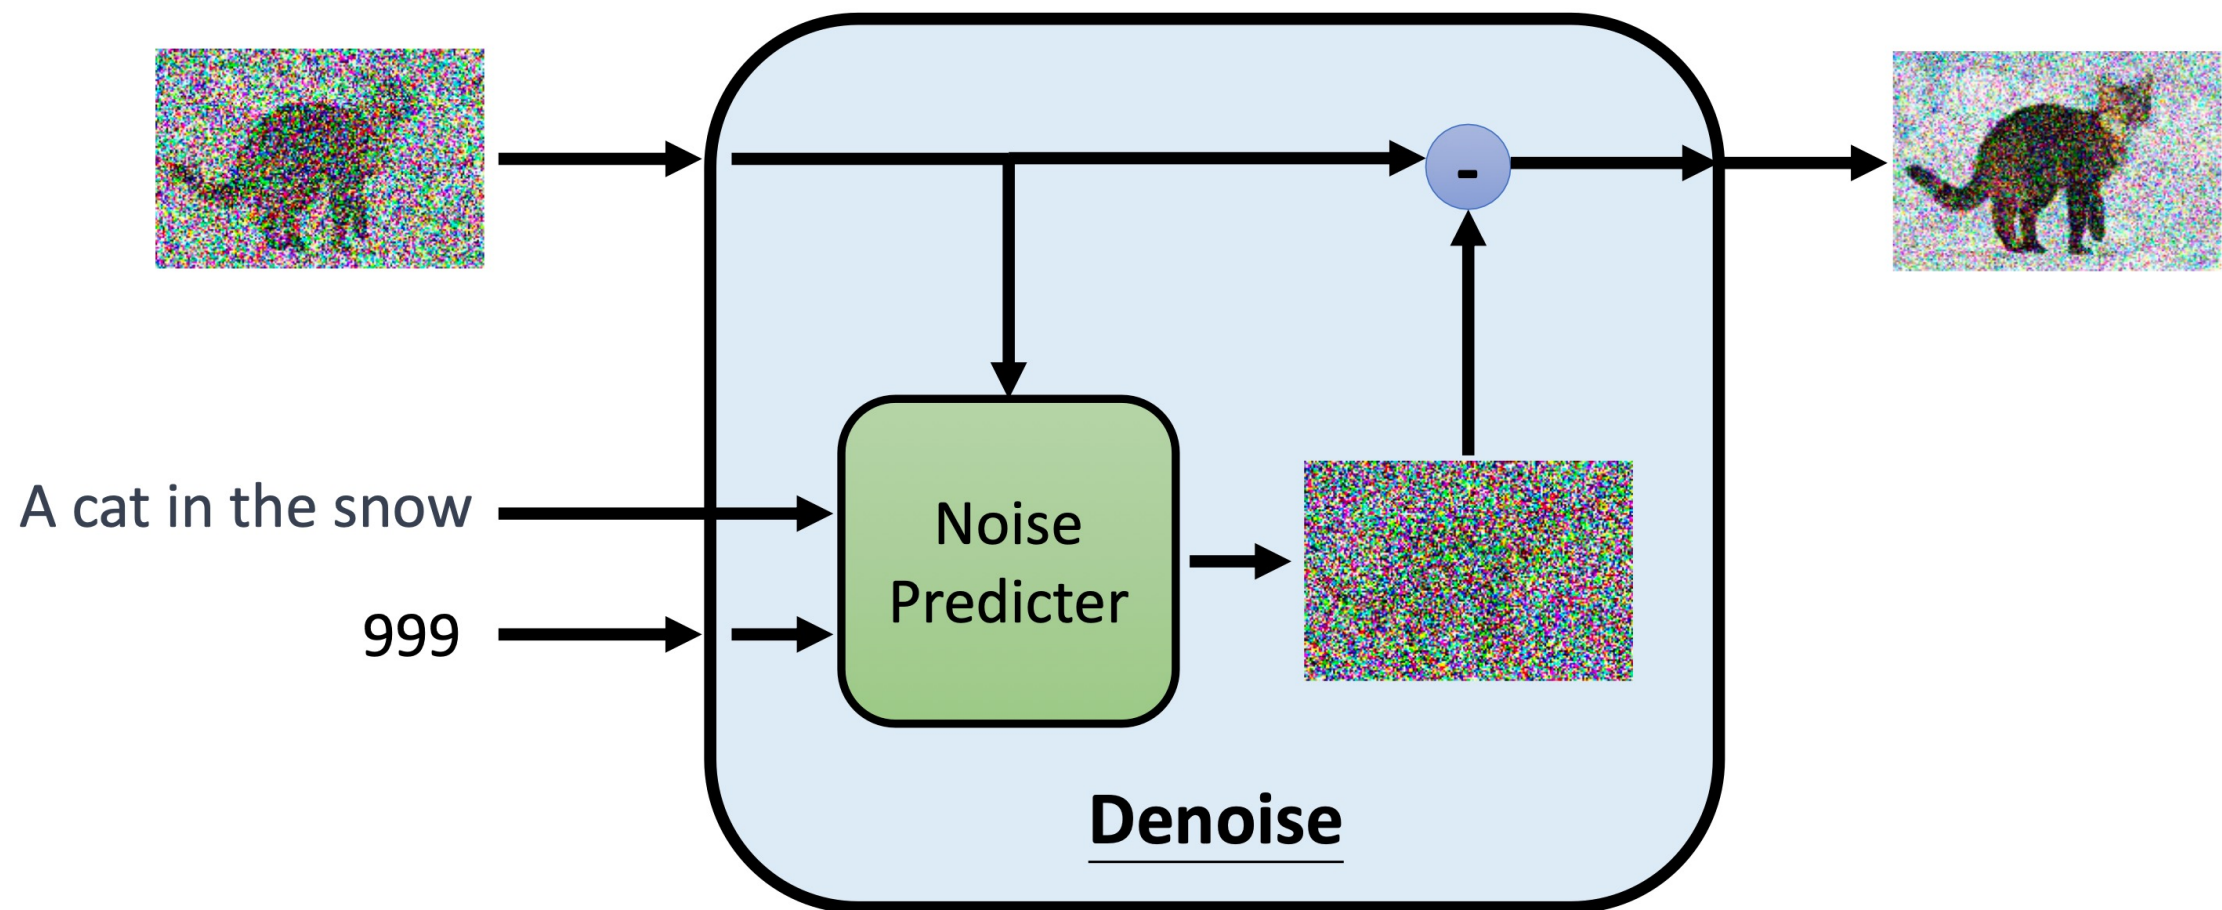 -
A cat in the snow
999
Noise
Predicter
Denoise